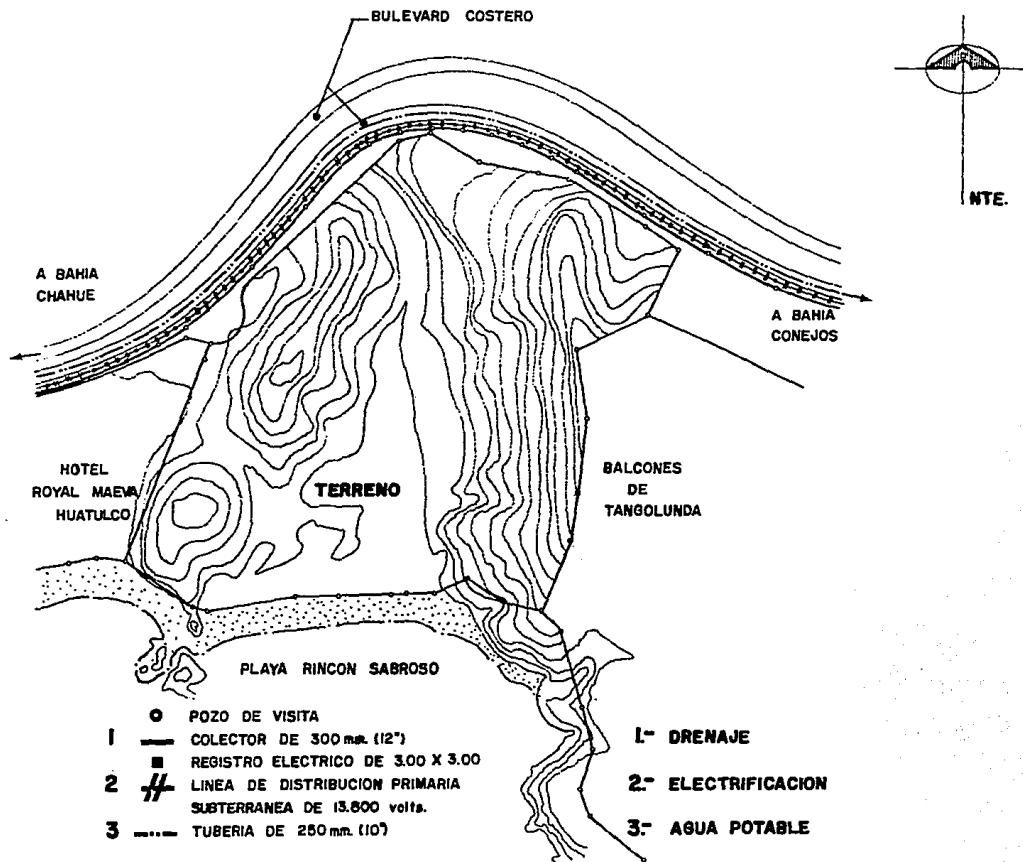 BULEVARD COSTERO
NTE.
A BAHIA
CHAHUE
A BAHIA
CONEJOS
HOTEL
ROYAL MAEVA
HUATULCO
TERRENO
BALCONES
DE
TANGOLUNDA
PLAYA RINCON SABROSO
POZO DE VISITA
1 COLECTOR DE 300 mm. (12")
REGISTRO ELECTRICO DE 3.00 X 3.00
2 LINEA DE DISTRIBUCION PRIMARIA
SUBTERRANEA DE 13.800 volts.
3 TUBERIA DE 250 mm. (10")
1.- DRENAJE
2.- ELECTRIFICACION
3.- AGUA POTABLE